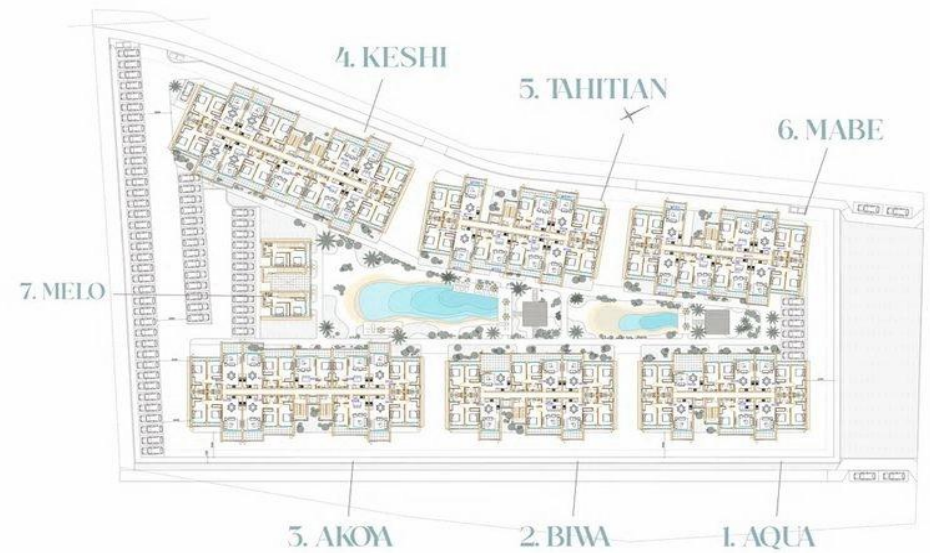 4. KESHI
5. TAHITIAN
6. MABE
7. MELO
3. AKOYA
2. BIWA
1. AQUA